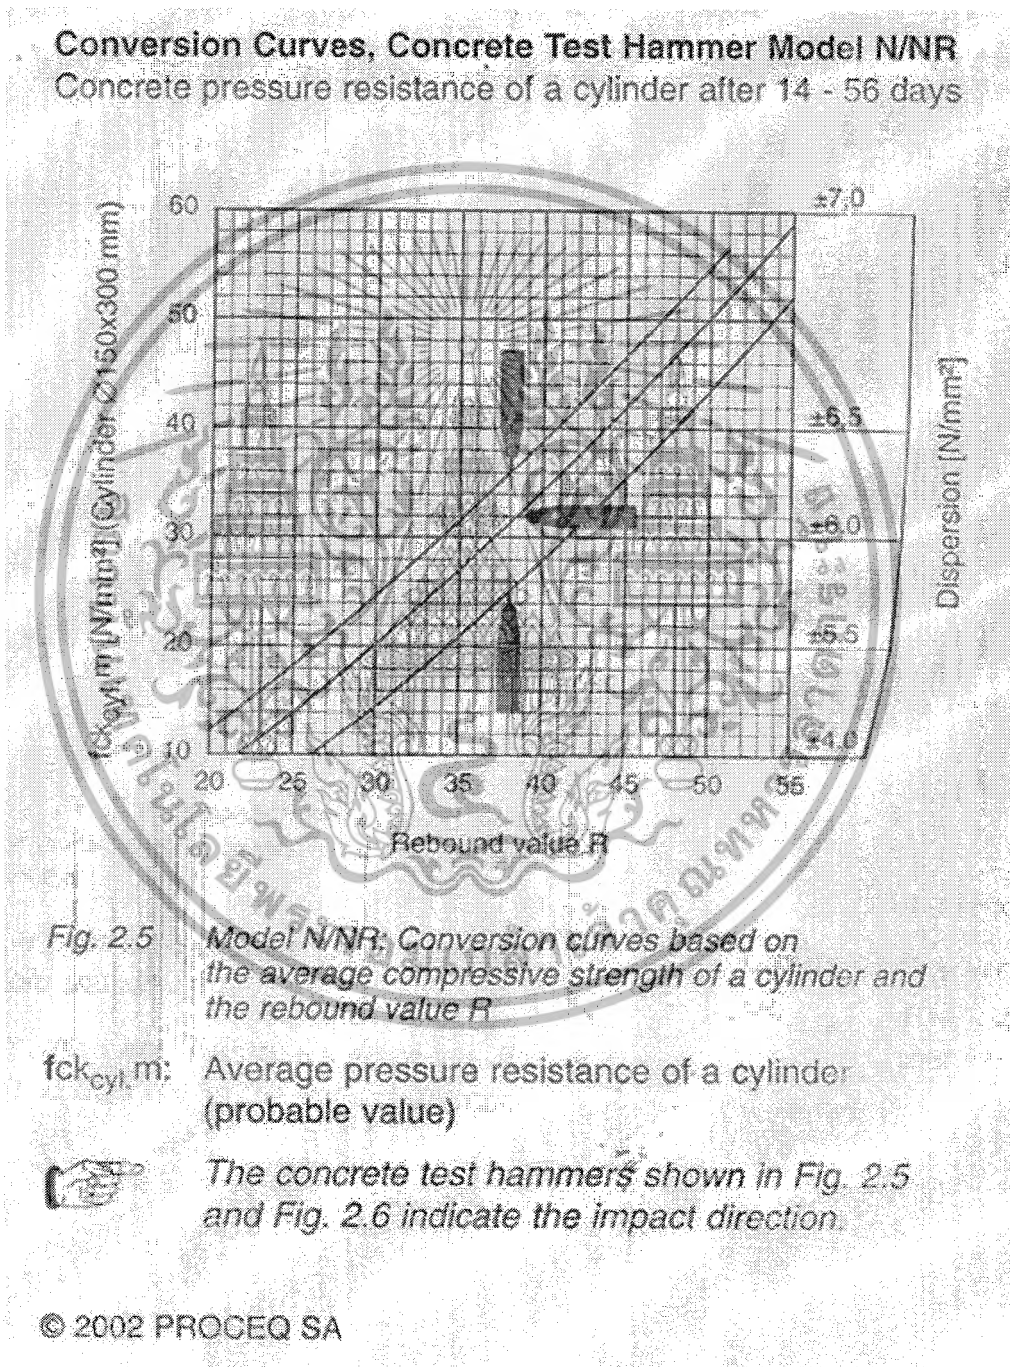 Conversion Curves, Concrete Test Hammer Model N/NR
Concrete pressure resistance of a cylinder after 14 - 56 days
fckcyl,m [N/mm²] (Cylinder Ø150x300 mm)
60
50
40
30
20
10
20 25 30 35 40 45 50 55
Rebound value R
±7,0
±6,5
±6.0
±5.5
±4.0
Dispersion [N/mm²]
Fig. 2.5 Model N/NR: Conversion curves based on
the average compressive strength of a cylinder and
the rebound value R
fckcyl.m: Average pressure resistance of a cylinder
(probable value)
The concrete test hammers shown in Fig. 2.5
and Fig. 2.6 indicate the impact direction.
© 2002 PROCEQ SA